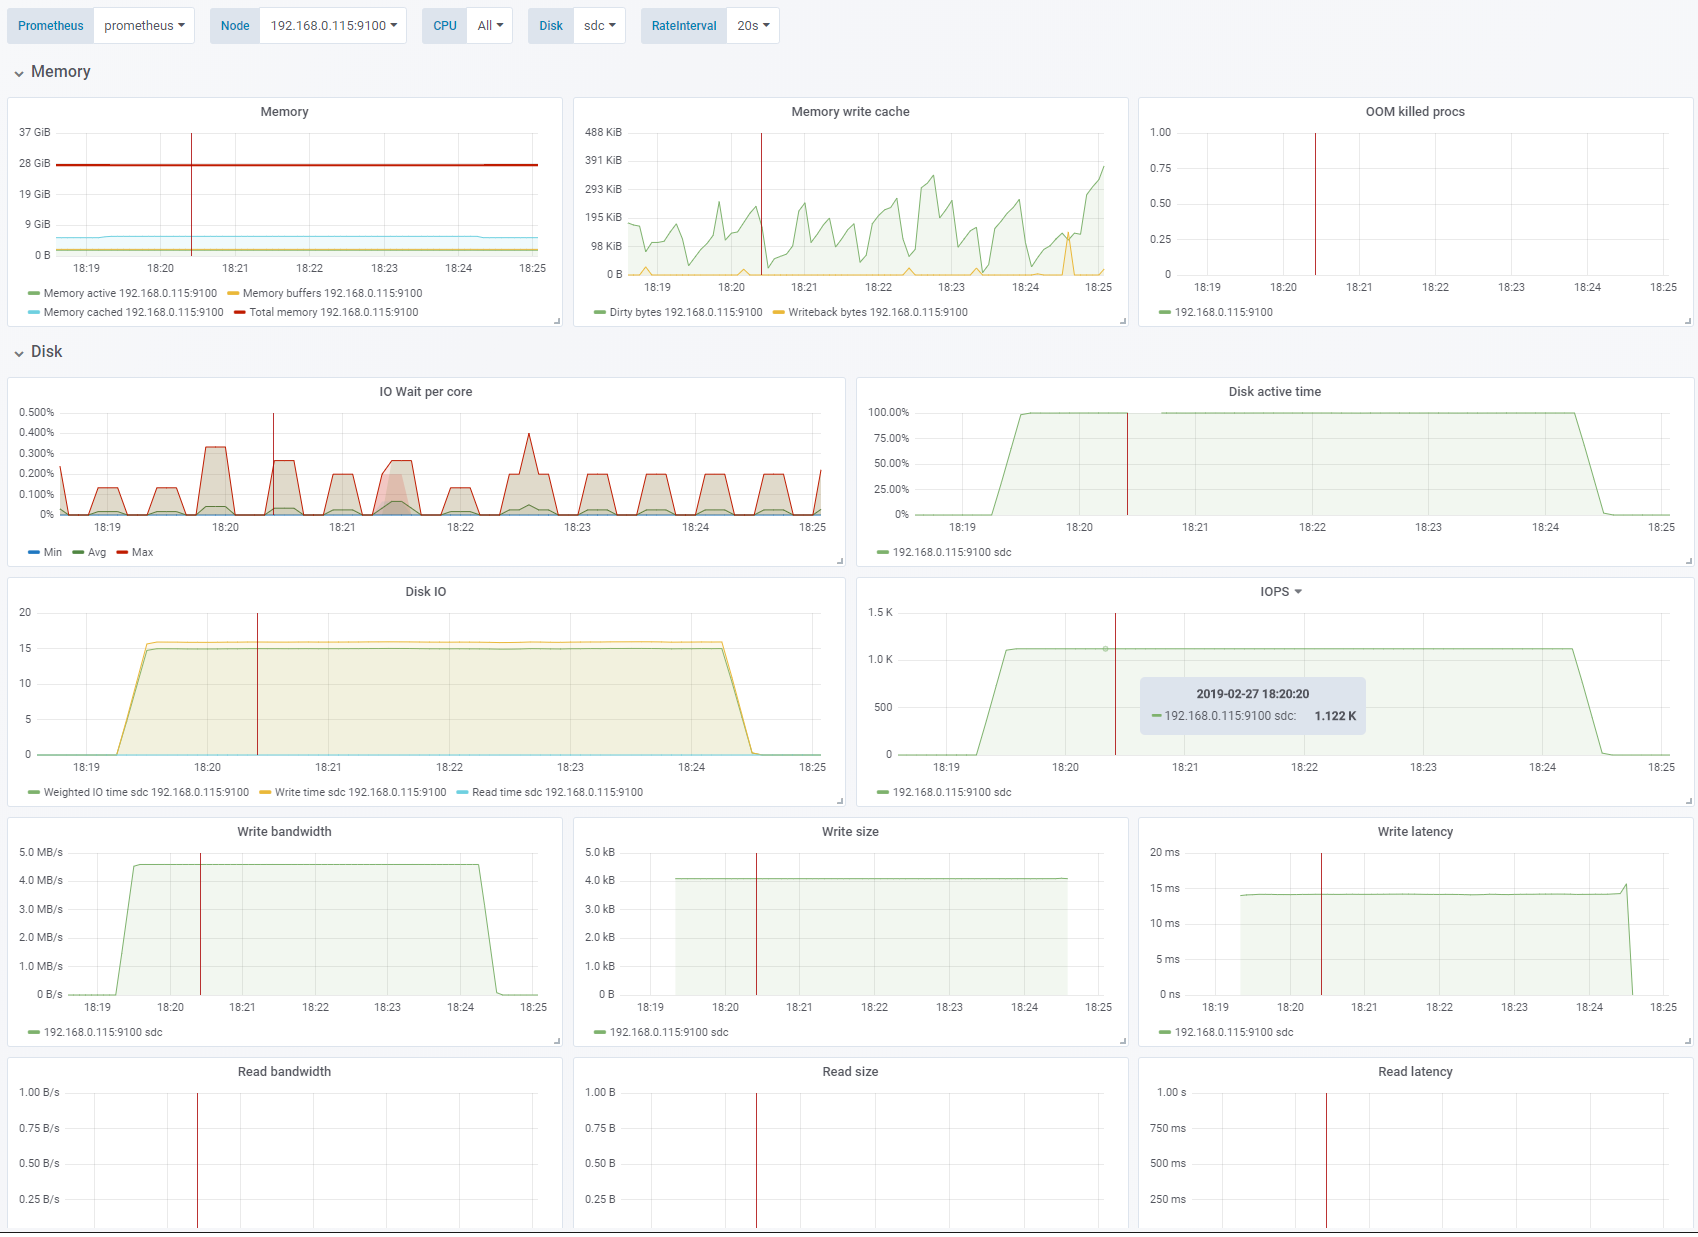 Prometheus prometheus Node 192.168.0.115:9100 CPU All Disk sdc RateInterval 20s
Memory
Memory
37 GiB
28 GiB
19 GiB
9 GiB
0 B
18:19 18:20 18:21 18:22 18:23 18:24 18:25
Memory active 192.168.0.115:9100 Memory buffers 192.168.0.115:9100
Memory cached 192.168.0.115:9100 Total memory 192.168.0.115:9100
Memory write cache
488 KiB
391 KiB
293 KiB
195 KiB
98 KiB
0 B
18:19 18:20 18:21 18:22 18:23 18:24 18:25
Dirty bytes 192.168.0.115:9100 Writeback bytes 192.168.0.115:9100
OOM killed procs
1.00
0.75
0.50
0.25
0
18:19 18:20 18:21 18:22 18:23 18:24 18:25
192.168.0.115:9100
Disk
IO Wait per core
0.500%
0.400%
0.300%
0.200%
0.100%
0%
18:19 18:20 18:21 18:22 18:23 18:24 18:25
Min Avg Max
Disk active time
100.00%
75.00%
50.00%
25.00%
0%
18:19 18:20 18:21 18:22 18:23 18:24 18:25
192.168.0.115:9100 sdc
Disk IO
20
15
10
5
0
18:19 18:20 18:21 18:22 18:23 18:24 18:25
Weighted IO time sdc 192.168.0.115:9100 Write time sdc 192.168.0.115:9100 Read time sdc 192.168.0.115:9100
IOPS
1.5 K
1.0 K
500
0
2019-02-27 18:20:20
192.168.0.115:9100 sdc: 1.122 K
18:19 18:20 18:21 18:22 18:23 18:24 18:25
192.168.0.115:9100 sdc
Write bandwidth
5.0 MB/s
4.0 MB/s
3.0 MB/s
2.0 MB/s
1.0 MB/s
0 B/s
18:19 18:20 18:21 18:22 18:23 18:24 18:25
192.168.0.115:9100 sdc
Write size
5.0 kB
4.0 kB
3.0 kB
2.0 kB
1.0 kB
0 B
18:19 18:20 18:21 18:22 18:23 18:24 18:25
192.168.0.115:9100 sdc
Write latency
20 ms
15 ms
10 ms
5 ms
0 ns
18:19 18:20 18:21 18:22 18:23 18:24 18:25
192.168.0.115:9100 sdc
Read bandwidth
1.00 B/s
0.75 B/s
0.50 B/s
0.25 B/s
Read size
1.00 B
0.75 B
0.50 B
0.25 B
Read latency
1.00 s
750 ms
500 ms
250 ms